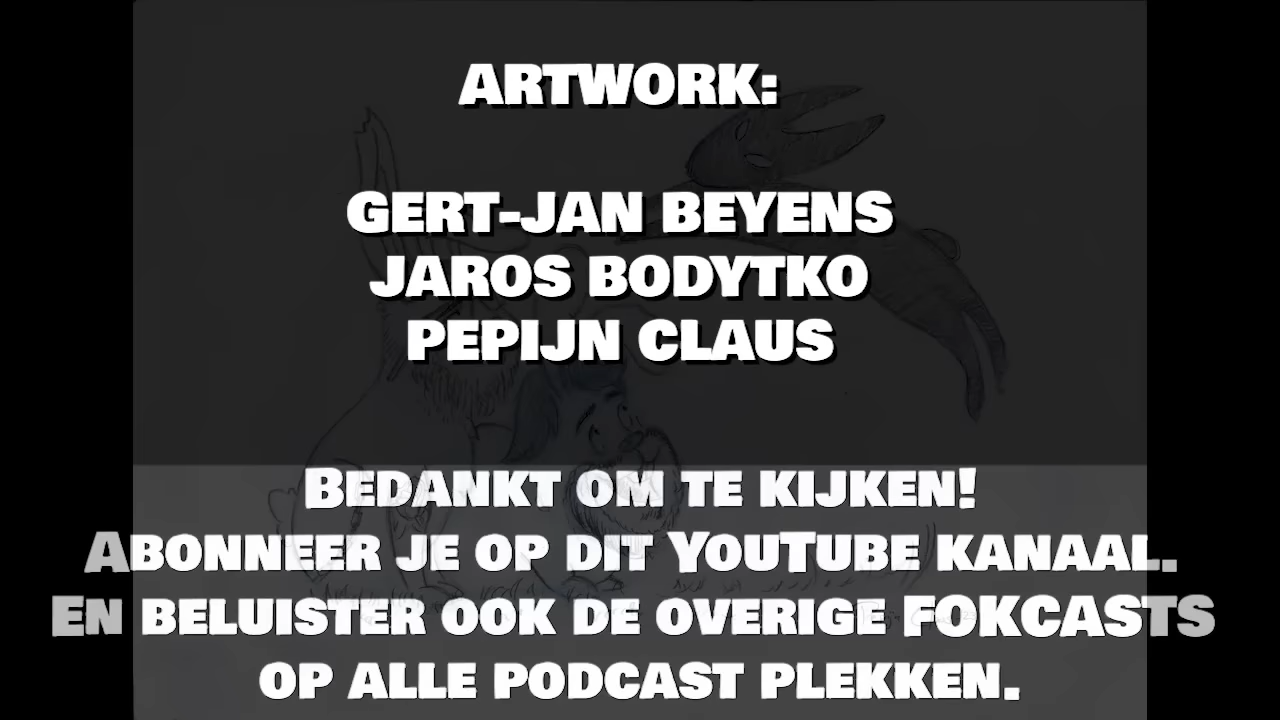 ARTWORK:
GERT-JAN BEYENS
JAROS BODYTKO
PEPIJN CLAUS
BEDANKT OM TE KIJKEN!
ABONNEER JE OP DIT YOUTUBE KANAAL.
EN BELUISTER OOK DE OVERIGE FOKCASTS
OP ALLE PODCAST PLEKKEN.